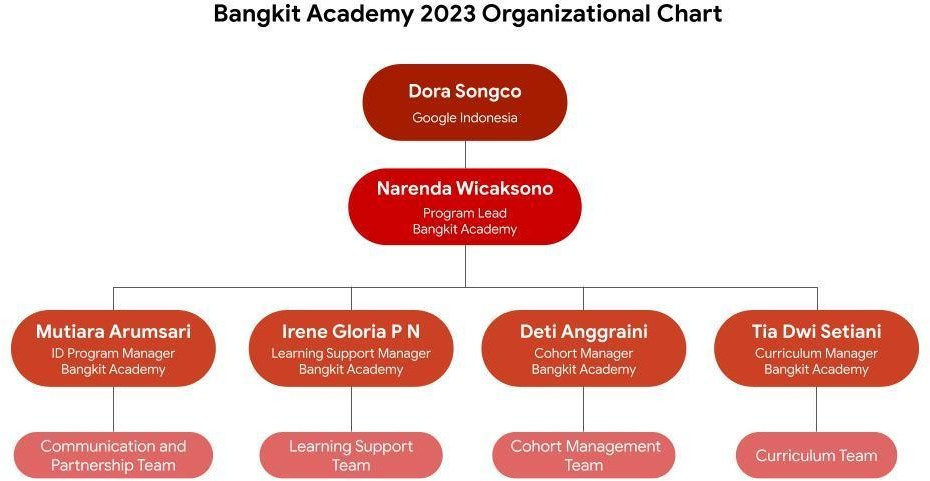 Bangkit Academy 2023 Organizational Chart
Dora Songco
Google Indonesia
Narenda Wicaksono
Program Lead
Bangkit Academy
Mutiara Arumsari
ID Program Manager
Bangkit Academy
Irene Gloria P N
Learning Support Manager
Bangkit Academy
Deti Anggraini
Cohort Manager
Bangkit Academy
Tia Dwi Setiani
Curriculum Manager
Bangkit Academy
Communication and
Partnership Team
Learning Support
Team
Cohort Management
Team
Curriculum Team